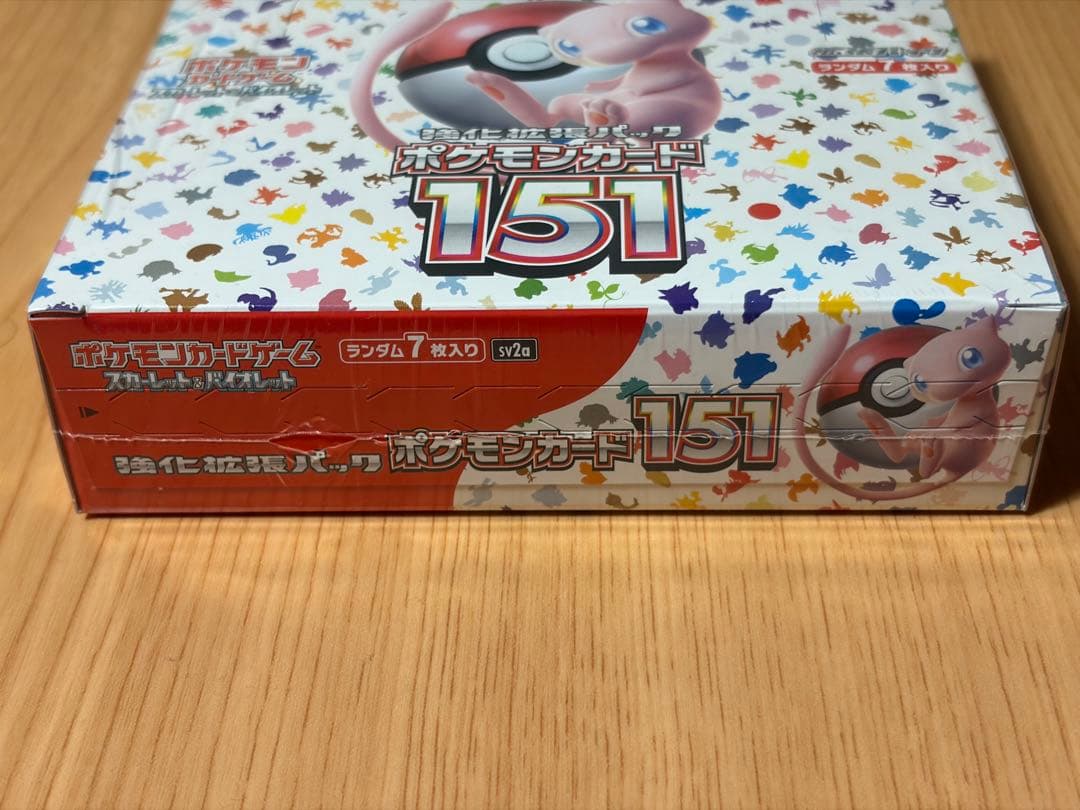 ポケモン
カードゲーム
スカーレット&バイオレット
ランダム7枚入り
強化拡張パック
ポケモンカード
151
ポケモンカードゲーム
スカーレット&バイオレット
ランダム7枚入り sv2a
強化拡張パック ポケモンカード151